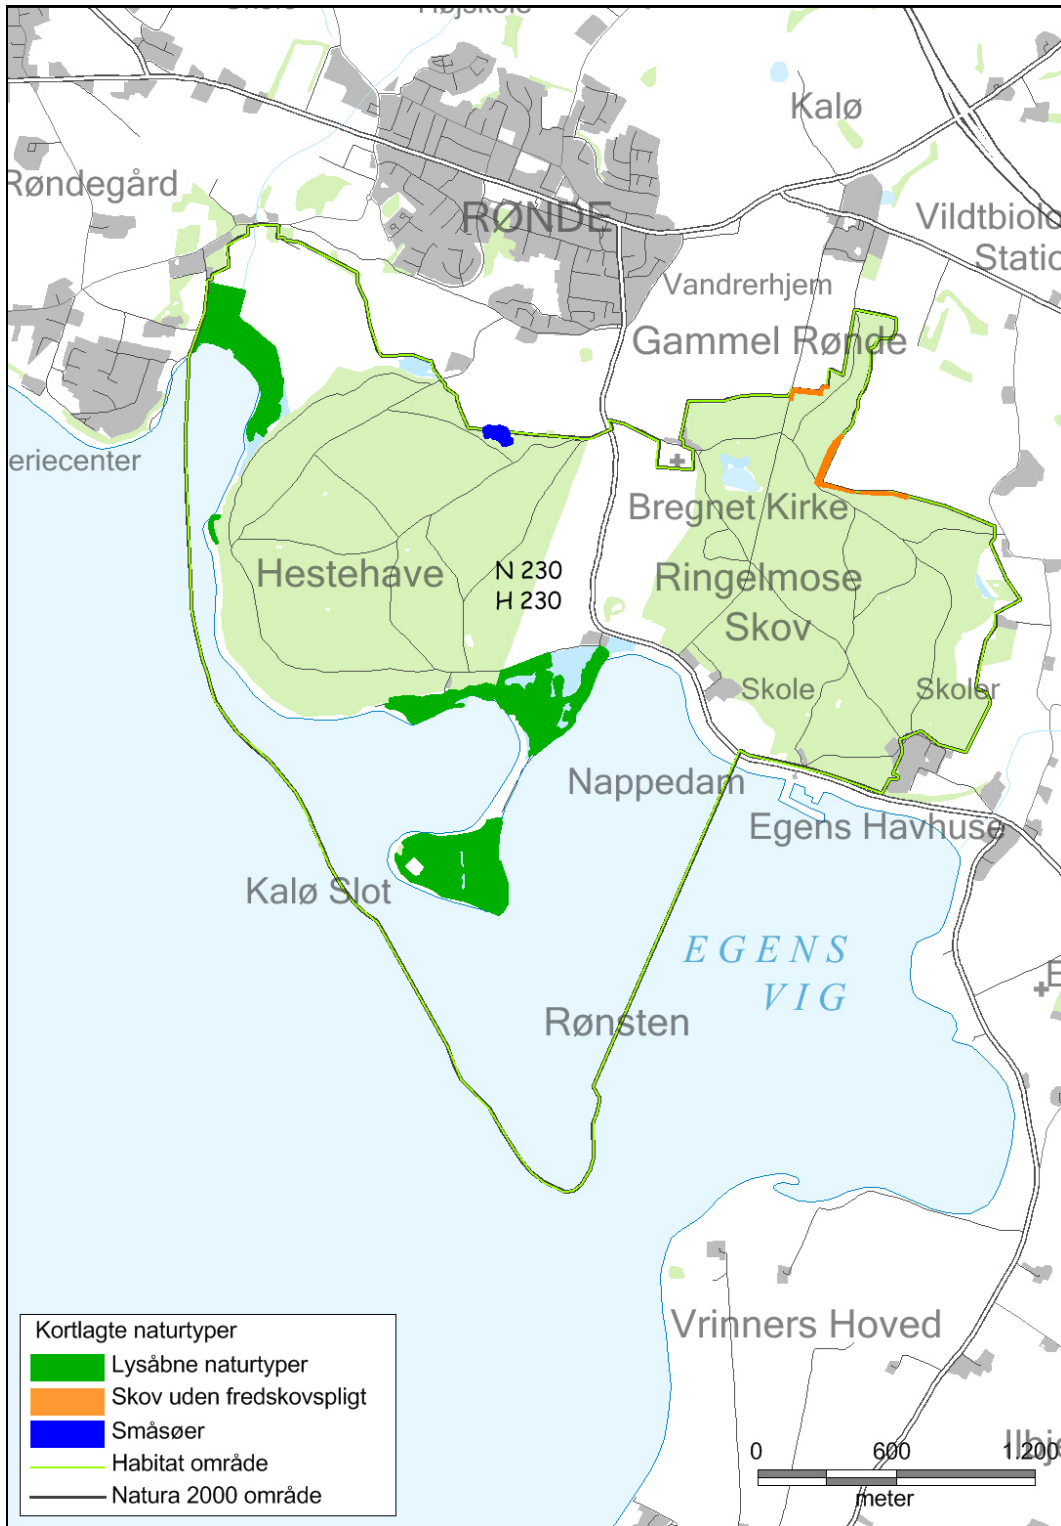 Højskole
Kalø
Røndegård
RØNDE
Vildtbiolo
Static
Vandrerhjem
Gammel Rønde
eriecenter
Bregnet Kirke
Hestehave
N 230
H 230
Ringelmose
Skov
Skole
Skoler
Nappedam
Egens Havhuse
Kalø Slot
EGENS
VIG
Rønsten
Vrinners Hoved
Kortlagte naturtyper
Lysåbne naturtyper
Skov uden fredskovspligt
Småsøer
Habitat område
Natura 2000 område
0 600 1.200
meter